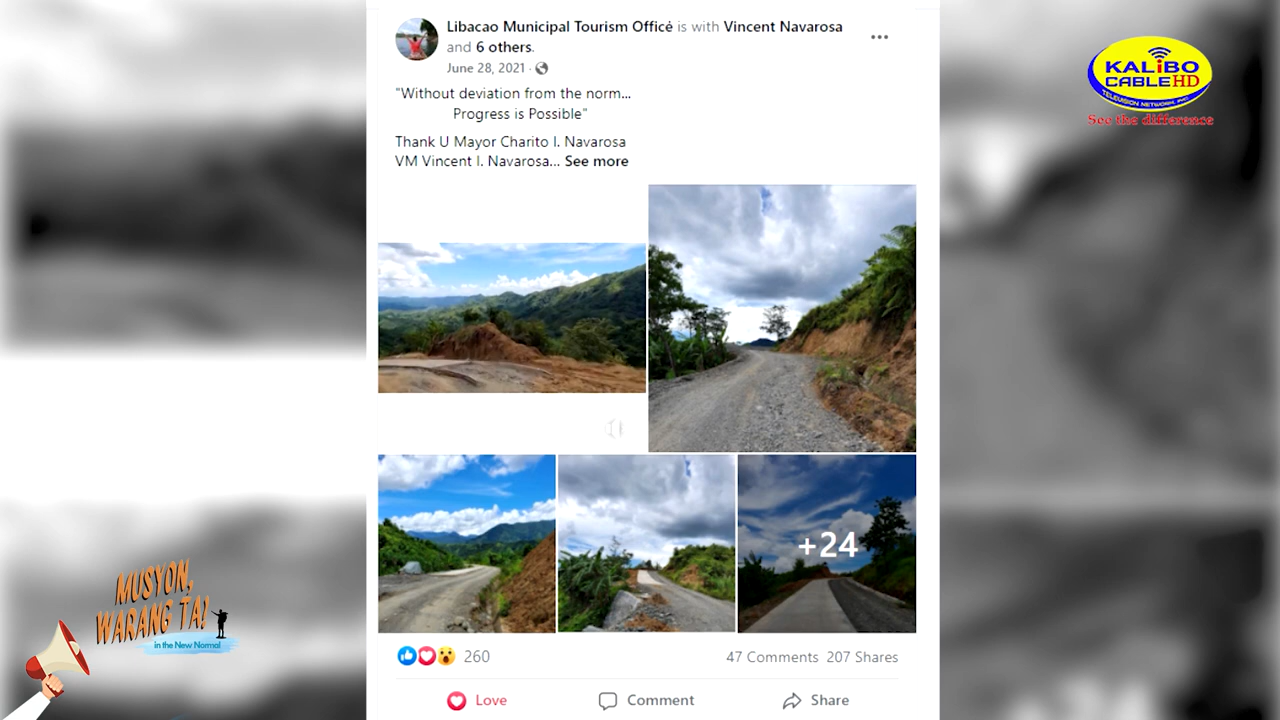 Libacao Municipal Tourism Office is with Vincent Navarosa
and 6 others.
June 28, 2021 ·
"Without deviation from the norm...
Progress is Possible"
Thank U Mayor Charito I. Navarosa
VM Vincent I. Navarosa... See more
+24
260
47 Comments 207 Shares
Love
Comment
Share
KALiBO
CABLE HD
TELEVISION NETWORK, INC.
See the difference
MUSYON,
WARANG TA!
in the New Normal